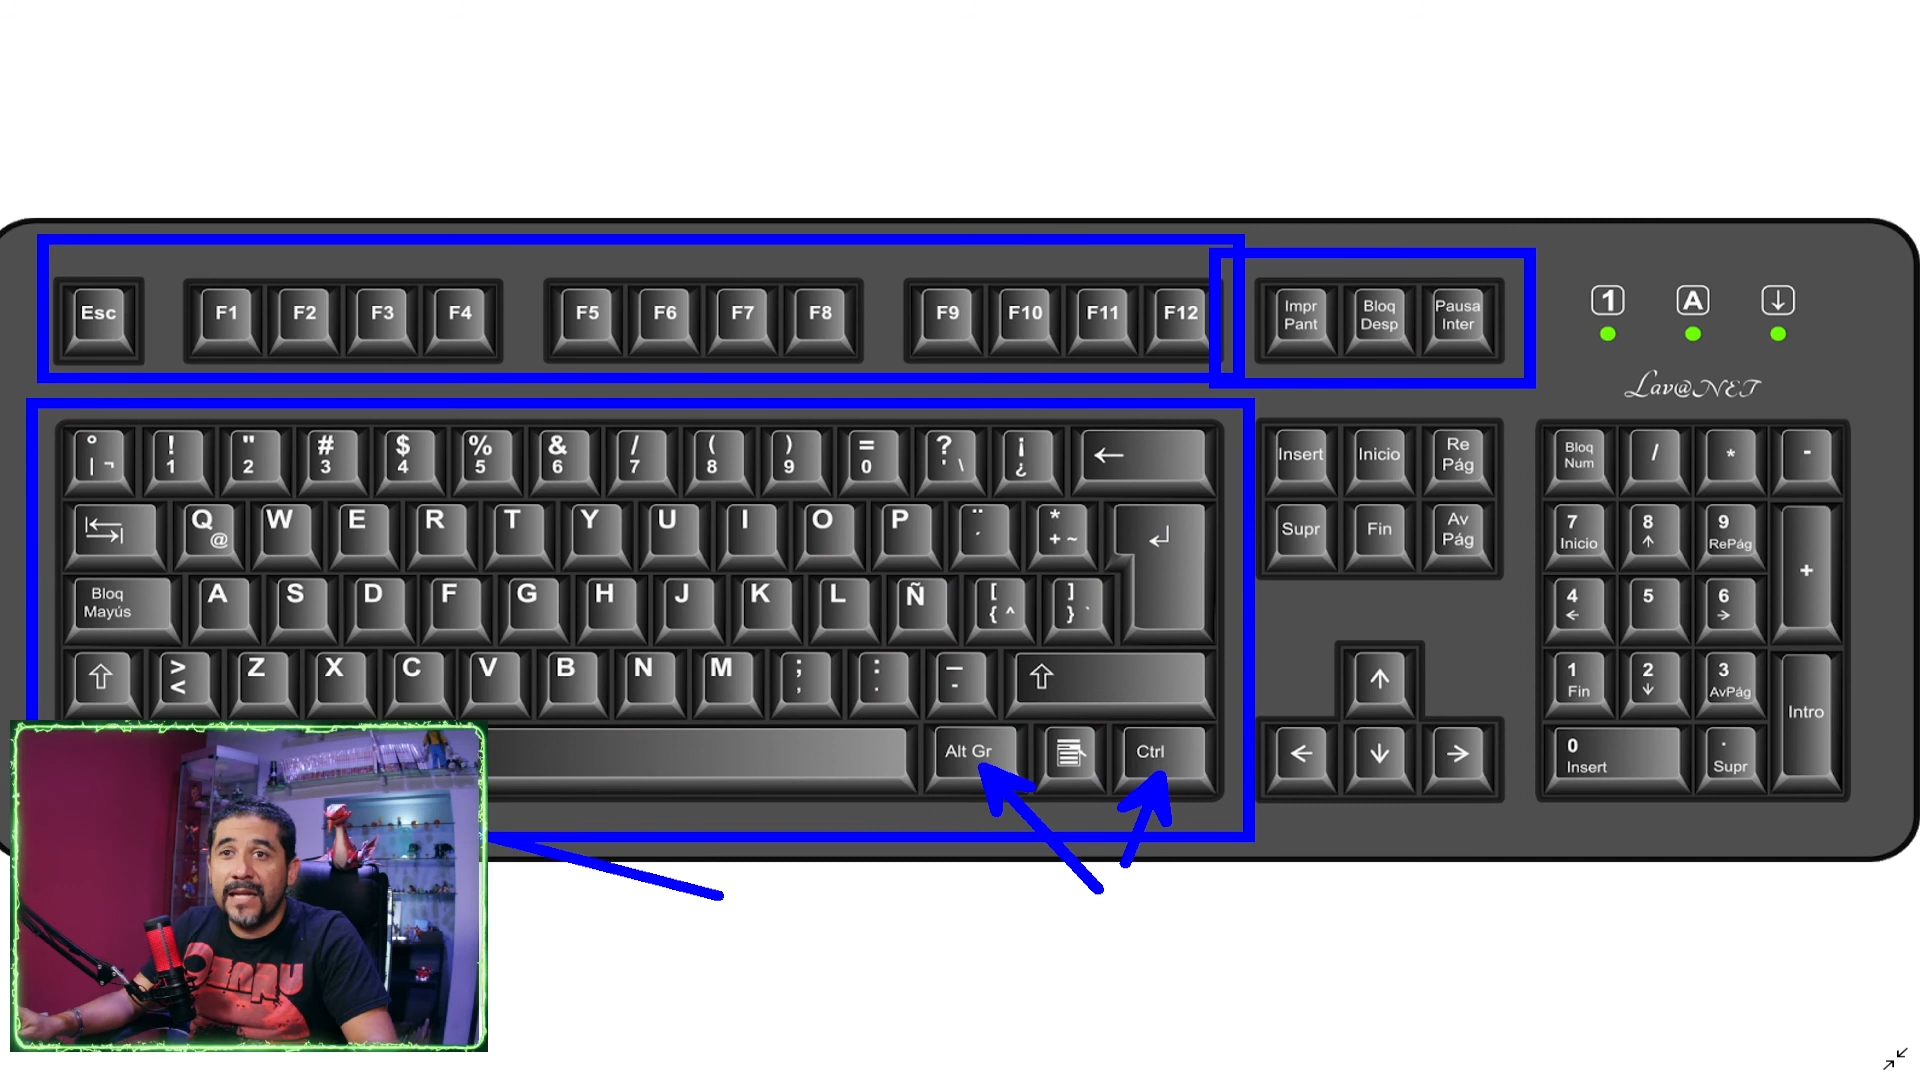 Esc F1 F2 F3 F4 F5 F6 F7 F8 F9 F10 F11 F12 Impr Pant Bloq Desp Pausa Inter 1 A ↓
Lav@NET
° | ¬ ! 1 " 2 # 3 $ 4 % 5 & 6 / 7 ( 8 ) 9 = 0 ? ' \ ¡ ¿ ← Insert Inicio Re Pág Bloq Num / * -
Q @ W E R T Y U I O P ¨ ´ * + ~ ↵ Supr Fin Av Pág 7 Inicio 8 ↑ 9 RePág +
Bloq Mayús A S D F G H J K L Ñ [ { ^ ] } ` 4 ← 5 6 →
⇧ > < Z X C V B N M ; , : . _ - ⇧ ↑ 1 Fin 2 ↓ 3 AvPág Intro
Alt Gr Ctrl ← ↓ → 0 Insert . Supr